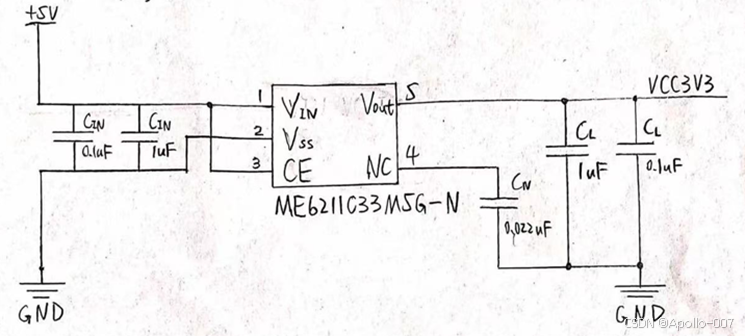 +5V
VCC3V3
1
VIN
Vout
5
2
Vss
3
CE
NC
4
ME6211C33M5G-N
CIN
0.1uF
CIN
1uF
CN
0.022uF
CL
1uF
CL
0.1uF
GND
GND
CSDN @Apollo-007